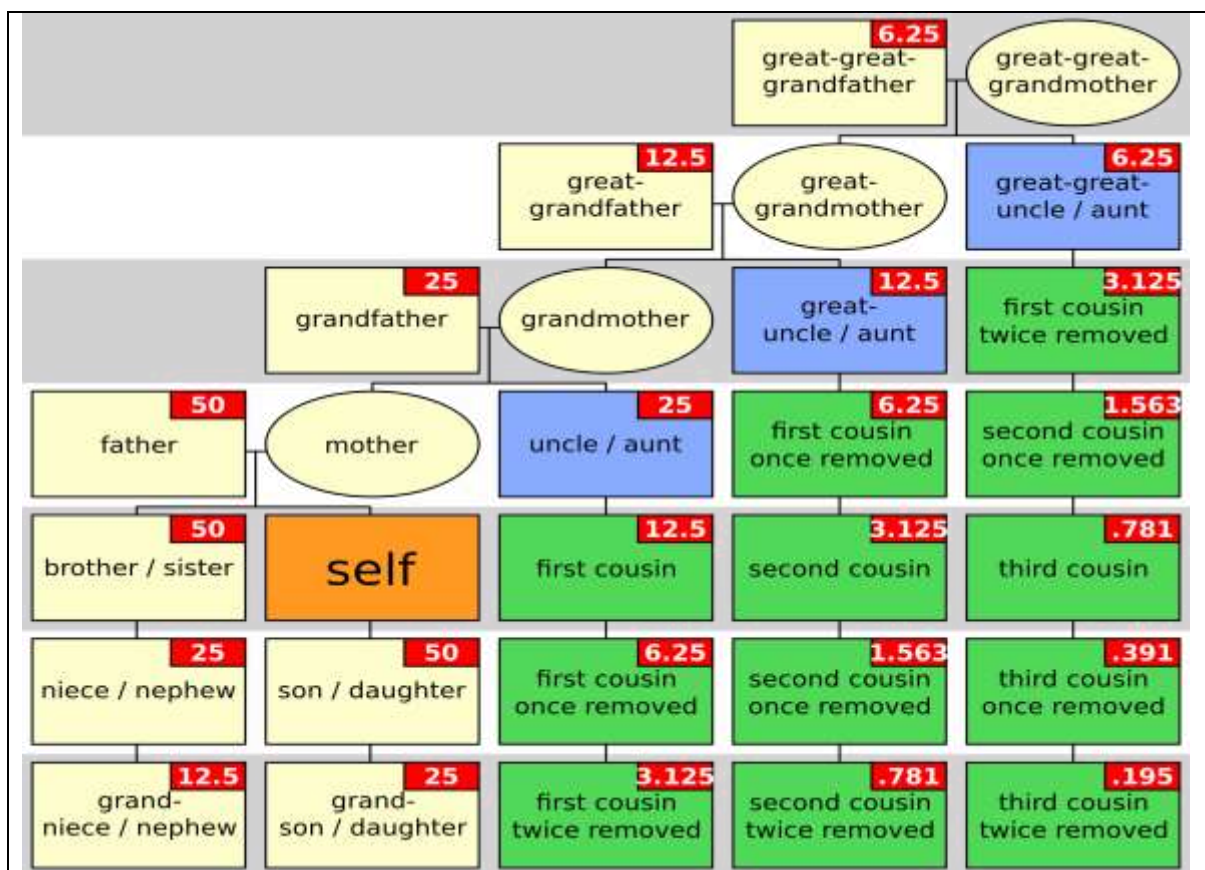 6.25
great-great-
grandfather
great-great-
grandmother
12.5
great-
grandfather
great-
grandmother
6.25
great-great-
uncle / aunt
25
grandfather
grandmother
12.5
great-
uncle / aunt
3.125
first cousin
twice removed
50
father
mother
25
uncle / aunt
6.25
first cousin
once removed
1.563
second cousin
once removed
50
brother / sister
self
12.5
first cousin
3.125
second cousin
.781
third cousin
25
niece / nephew
50
son / daughter
6.25
first cousin
once removed
1.563
second cousin
once removed
.391
third cousin
once removed
12.5
grand-
niece / nephew
25
grand-
son / daughter
3.125
first cousin
twice removed
.781
second cousin
twice removed
.195
third cousin
twice removed